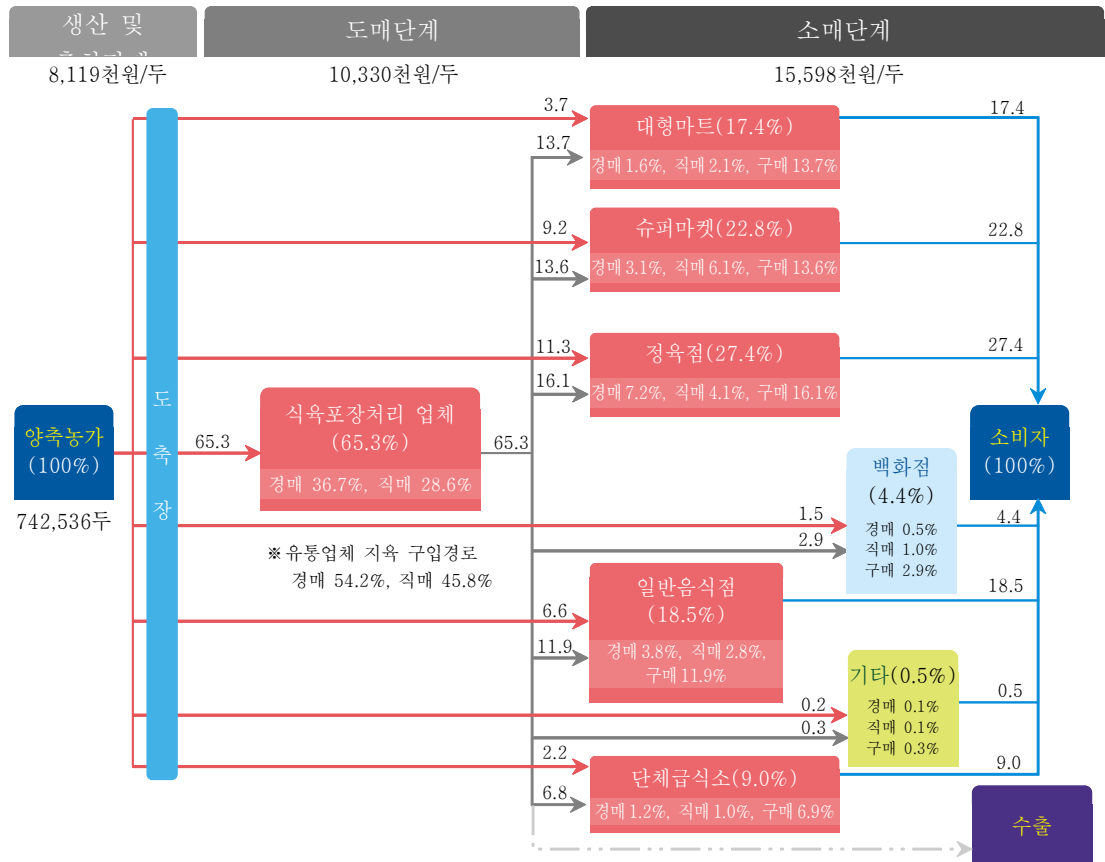 생산 및
도매단계
소매단계
8,119천원/두
10,330천원/두
15,598천원/두
도축장
양축농가
(100%)
742,536두
65.3
식육포장처리 업체
(65.3%)
경매 36.7%, 직매 28.6%
65.3
※유통업체 지육 구입경로
경매 54.2%, 직매 45.8%
3.7
13.7
대형마트(17.4%)
경매 1.6%, 직매 2.1%, 구매 13.7%
17.4
9.2
13.6
슈퍼마켓(22.8%)
경매 3.1%, 직매 6.1%, 구매 13.6%
22.8
11.3
16.1
정육점(27.4%)
경매 7.2%, 직매 4.1%, 구매 16.1%
27.4
소비자
(100%)
1.5
2.9
백화점
(4.4%)
경매 0.5%
직매 1.0%
구매 2.9%
4.4
6.6
11.9
일반음식점
(18.5%)
경매 3.8%, 직매 2.8%,
구매 11.9%
18.5
0.2
0.3
기타(0.5%)
경매 0.1%
직매 0.1%
구매 0.3%
0.5
2.2
6.8
단체급식소(9.0%)
경매 1.2%, 직매 1.0%, 구매 6.9%
9.0
수출